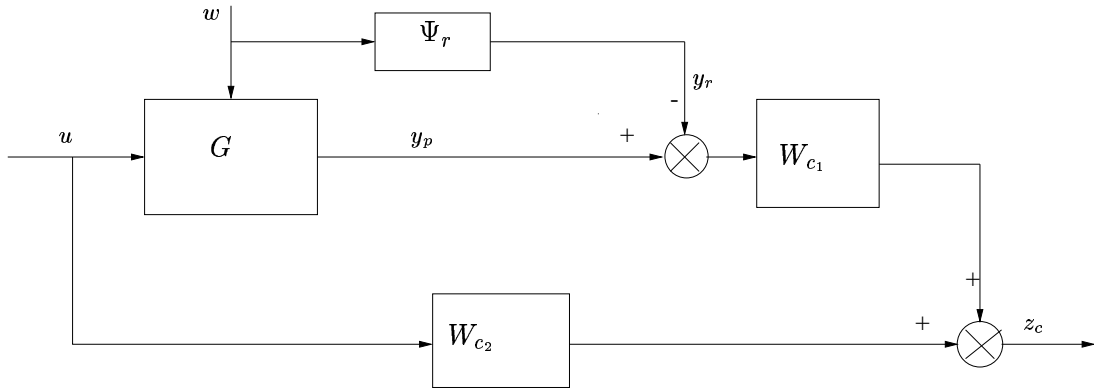 w
Ψ_r
y_r
-
u
G
y_p
+
W_{c_1}
+
W_{c_2}
+
z_c